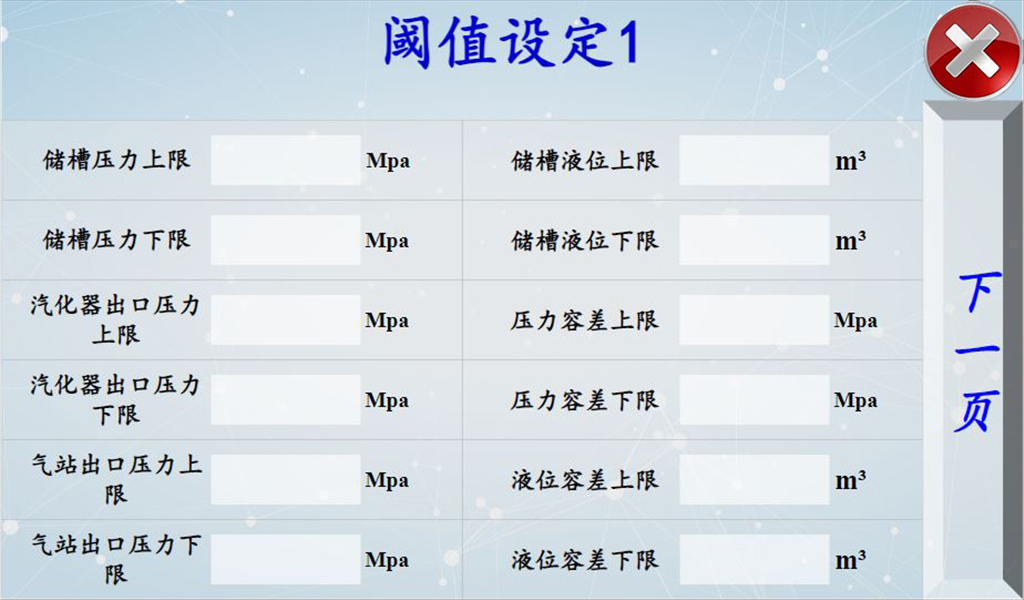 阈值设定1
储槽压力上限 Mpa 储槽液位上限 m³
储槽压力下限 Mpa 储槽液位下限 m³
汽化器出口压力
上限 Mpa 压力容差上限 Mpa
汽化器出口压力
下限 Mpa 压力容差下限 Mpa
气站出口压力上
限 Mpa 液位容差上限 m³
气站出口压力下
限 Mpa 液位容差下限 m³
下一页